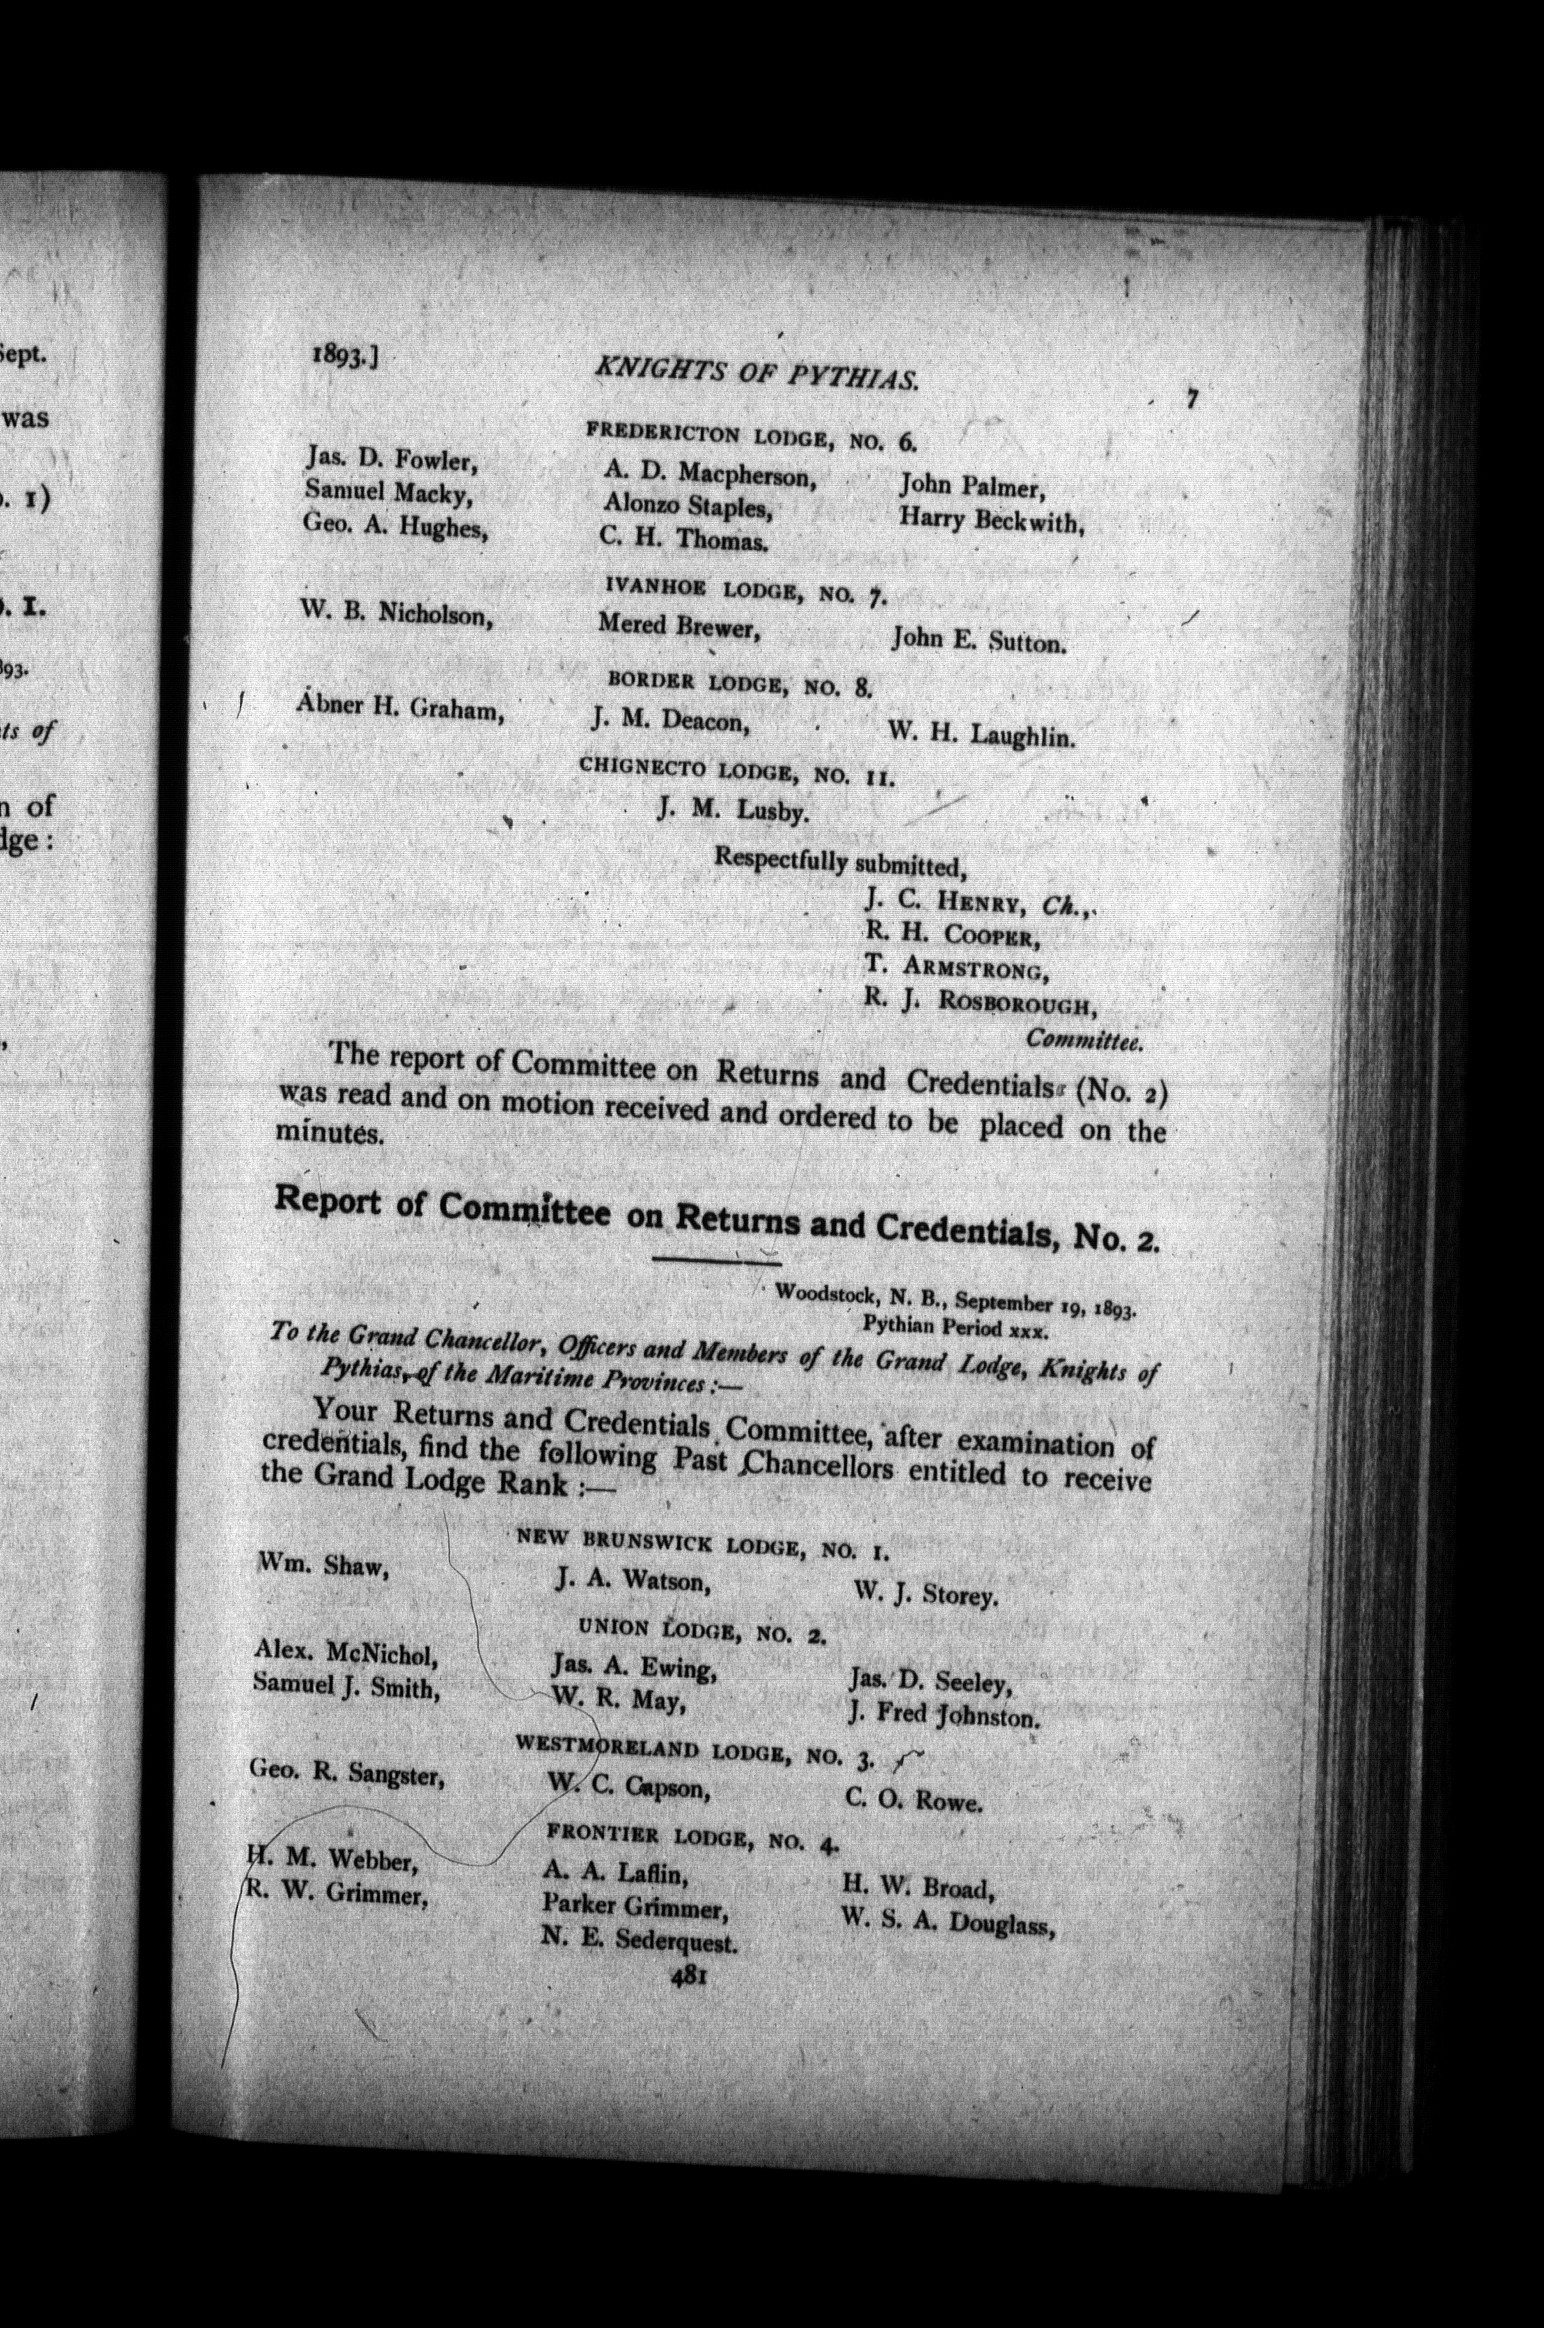 Sept.
was
1)
I.
93.
of
of
1893.] KNIGHTS OF PYTHIAS. 7
FREDERICTON LODGE, NO. 6.
Jas. D. Fowler, A. D. Macpherson, John Palmer,
Samuel Macky, Alonzo Staples, Harry Beckwith,
Geo. A. Hughes, C. H. Thomas.
IVANHOE LODGE, NO. 7.
W. B. Nicholson, Mered Brewer, John E. Sutton.
BORDER LODGE, NO. 8.
Abner H. Graham, J. M. Deacon, W. H. Laughlin.
CHIGNECTO LODGE, NO. 11.
J. M. Lusby.
Respectfully submitted,
J. C. HENRY, Ch.,
R. H. COOPER,
T. ARMSTRONG,
R. J. ROSBOROUGH,
Committee.
The report of Committee on Returns and Credentials (No. 2)
was read and on motion received and ordered to be placed on the
minutes.
Report of Committee on Returns and Credentials, No. 2.
Woodstock, N. B., September 19, 1893.
Pythian Period xxx.
To the Grand Chancellor, Officers and Members of the Grand Lodge, Knights of
Pythias, of the Maritime Provinces :—
Your Returns and Credentials Committee, after examination of
credentials, find the following Past Chancellors entitled to receive
the Grand Lodge Rank :—
NEW BRUNSWICK LODGE, NO. 1.
Wm. Shaw, J. A. Watson, W. J. Storey.
UNION LODGE, NO. 2.
Alex. McNichol, Jas. A. Ewing, Jas. D. Seeley,
Samuel J. Smith, W. R. May, J. Fred Johnston.
WESTMORELAND LODGE, NO. 3.
Geo. R. Sangster, W. C. Capson, C. O. Rowe.
FRONTIER LODGE, NO. 4.
H. M. Webber, A. A. Laflin, H. W. Broad,
R. W. Grimmer, Parker Grimmer, W. S. A. Douglass,
N. E. Sederquest.
481